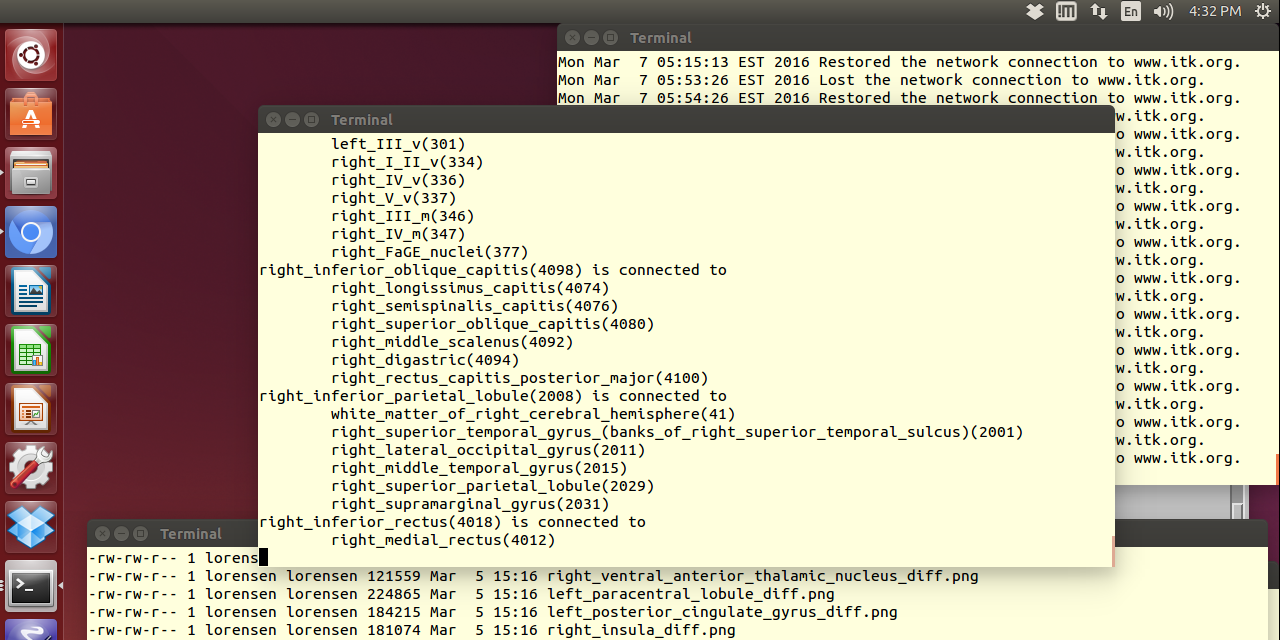 En 4:32 PM
Terminal
Mon Mar  7 05:15:13 EST 2016 Restored the network connection to www.itk.org.
Mon Mar  7 05:53:26 EST 2016 Lost the network connection to www.itk.org.
Mon Mar  7 05:54:26 EST 2016 Restored the network connection to www.itk.org.
w.itk.org.
o www.itk.org.
w.itk.org.
o www.itk.org.
w.itk.org.
o www.itk.org.
w.itk.org.
o www.itk.org.
w.itk.org.
o www.itk.org.
w.itk.org.
o www.itk.org.
w.itk.org.
o www.itk.org.
w.itk.org.
o www.itk.org.
w.itk.org.
o www.itk.org.
w.itk.org.
o www.itk.org.
Terminal
left_III_v(301)
right_I_II_v(334)
right_IV_v(336)
right_V_v(337)
right_III_m(346)
right_IV_m(347)
right_FaGE_nuclei(377)
right_inferior_oblique_capitis(4098) is connected to
right_longissimus_capitis(4074)
right_semispinalis_capitis(4076)
right_superior_oblique_capitis(4080)
right_middle_scalenus(4092)
right_digastric(4094)
right_rectus_capitis_posterior_major(4100)
right_inferior_parietal_lobule(2008) is connected to
white_matter_of_right_cerebral_hemisphere(41)
right_superior_temporal_gyrus_(banks_of_right_superior_temporal_sulcus)(2001)
right_lateral_occipital_gyrus(2011)
right_middle_temporal_gyrus(2015)
right_superior_parietal_lobule(2029)
right_supramarginal_gyrus(2031)
right_inferior_rectus(4018) is connected to
right_medial_rectus(4012)
Terminal
-rw-rw-r-- 1 lorens
-rw-rw-r-- 1 lorensen lorensen 121559 Mar  5 15:16 right_ventral_anterior_thalamic_nucleus_diff.png
-rw-rw-r-- 1 lorensen lorensen 224865 Mar  5 15:16 left_paracentral_lobule_diff.png
-rw-rw-r-- 1 lorensen lorensen 184215 Mar  5 15:16 left_posterior_cingulate_gyrus_diff.png
-rw-rw-r-- 1 lorensen lorensen 181074 Mar  5 15:16 right_insula_diff.png